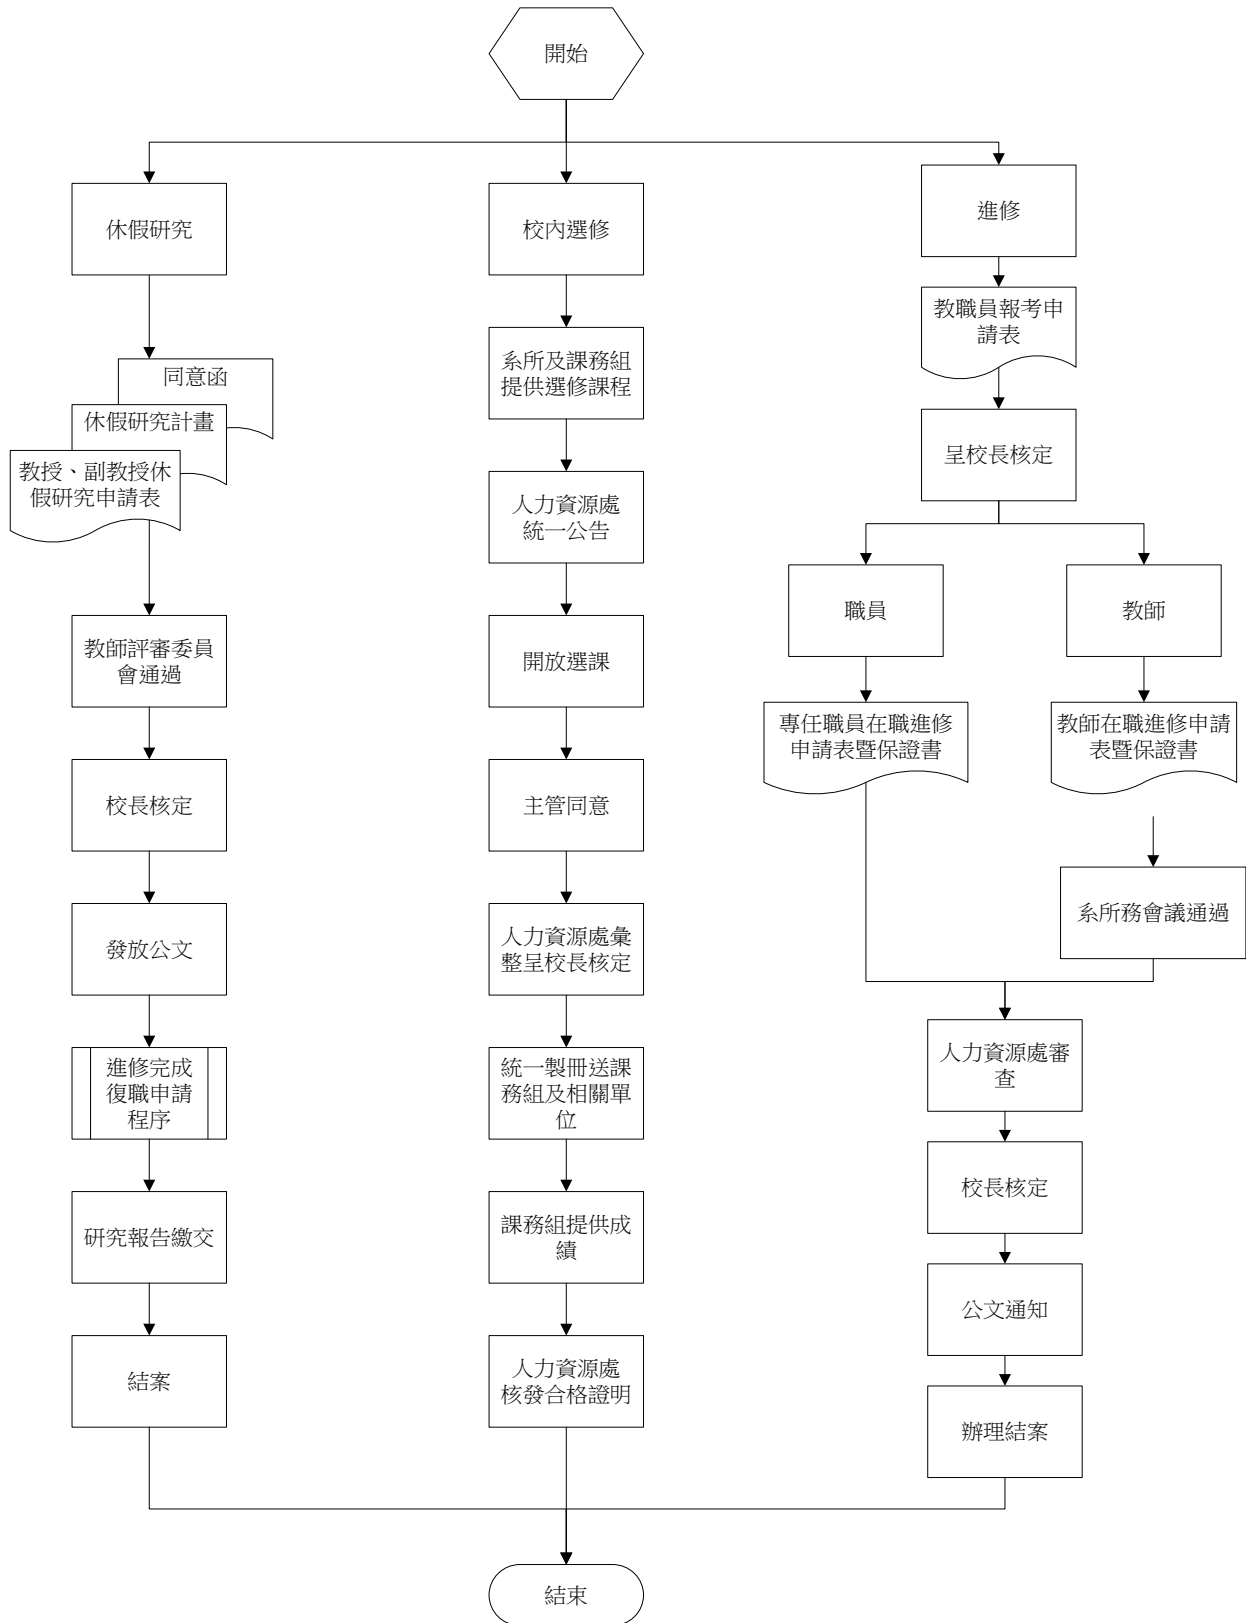 開始
休假研究
同意函
休假研究計畫
教授、副教授休
假研究申請表
教師評審委員
會通過
校長核定
發放公文
進修完成
復職申請
程序
研究報告繳交
結案
校內選修
系所及課務組
提供選修課程
人力資源處
統一公告
開放選課
主管同意
人力資源處彙
整呈校長核定
統一製冊送課
務組及相關單
位
課務組提供成
績
人力資源處
核發合格證明
進修
教職員報考申
請表
呈校長核定
職員
專任職員在職進修
申請表暨保證書
教師
教師在職進修申請
表暨保證書
系所務會議通過
人力資源處審
查
校長核定
公文通知
辦理結案
結束